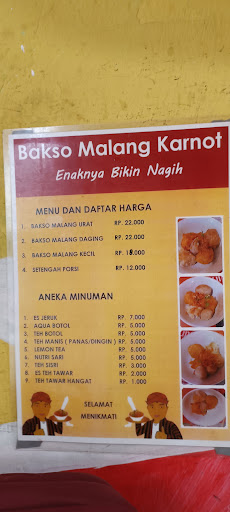 Bakso Malang Karnot
Enaknya Bikin Nagih
MENU DAN DAFTAR HARGA
1. BAKSO MALANG URAT RP. 22.000
2. BAKSO MALANG DAGING RP. 22.000
3. BAKSO MALANG KECIL RP. 18.000
4. SETENGAH PORSI RP. 12.000
ANEKA MINUMAN
1. ES JERUK RP. 7.000
2. AQUA BOTOL RP. 5.000
3. TEH BOTOL RP. 5.000
4. TEH MANIS ( PANAS/DINGIN ) RP. 5.000
5. LEMON TEA RP. 5.000
6. NUTRI SARI RP. 5.000
7. TEH SISRI RP. 3.000
8. ES TEH TAWAR RP. 2.000
9. TEH TAWAR HANGAT RP. 1.000
SELAMAT
MENIKMATI